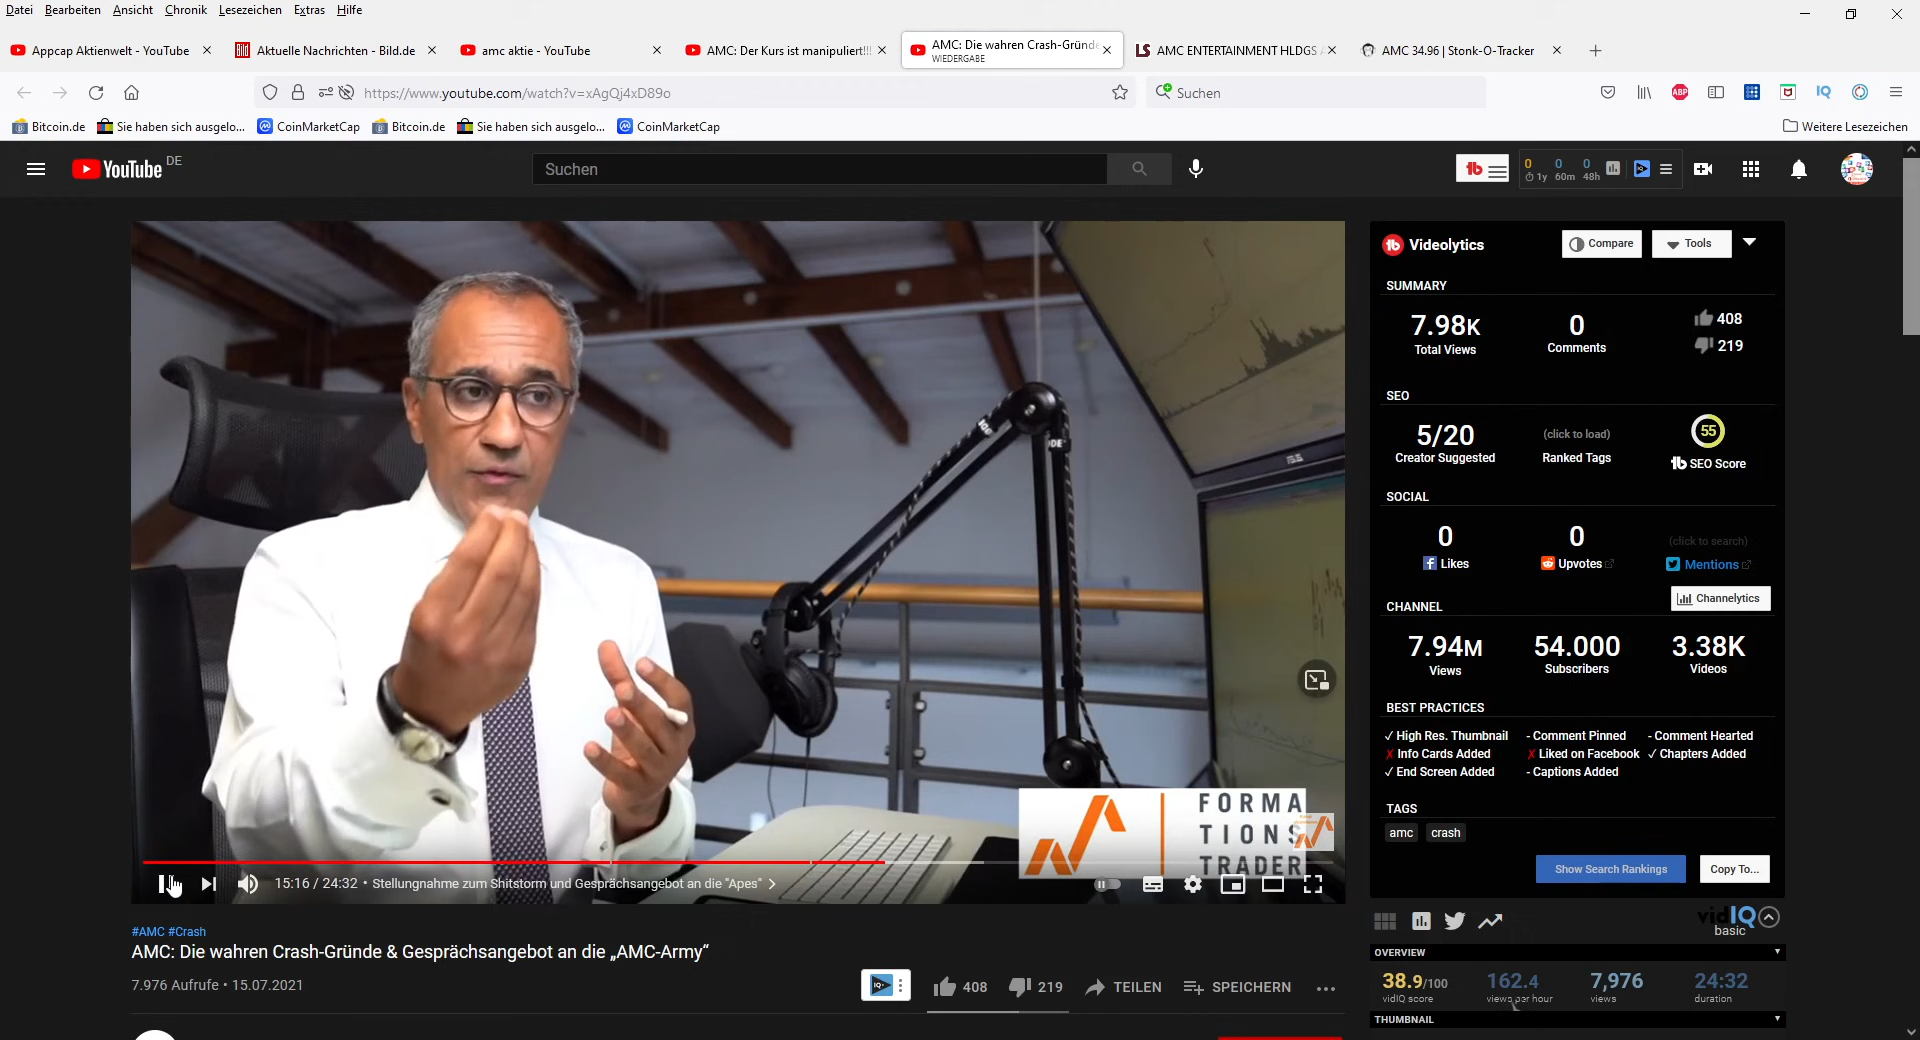 Datei Bearbeiten Ansicht Chronik Lesezeichen Extras Hilfe
Appcap Aktienwelt - YouTube
Aktuelle Nachrichten - Bild.de
amc aktie - YouTube
AMC: Der Kurs ist manipuliert!!!
AMC: Die wahren Crash-Gründe
WIEDERGABE
AMC ENTERTAINMENT HLDGS A
AMC 34.96 | Stonk-O-Tracker
https://www.youtube.com/watch?v=xAgQj4xD89o
Suchen
ABP
IQ
Bitcoin.de
Sie haben sich ausgelo...
CoinMarketCap
Bitcoin.de
Sie haben sich ausgelo...
CoinMarketCap
Weitere Lesezeichen
YouTube DE
Suchen
tb
0 0 0
1y 60m 48h
Videolytics
Compare
Tools
SUMMARY
7.98K
Total Views
0
Comments
408
219
SEO
5/20
Creator Suggested
(click to load)
Ranked Tags
55
SEO Score
SOCIAL
0
Likes
0
Upvotes
(click to search)
Mentions
CHANNEL
Channelytics
7.94M
Views
54.000
Subscribers
3.38K
Videos
BEST PRACTICES
✓ High Res. Thumbnail - Comment Pinned - Comment Hearted
✗ Info Cards Added ✗ Liked on Facebook ✓ Chapters Added
✓ End Screen Added - Captions Added
TAGS
amc crash
Show Search Rankings
Copy To...
FORMA
TIONS
TRADER
15:16 / 24:32 • Stellungnahme zum Shitstorm und Gesprächsangebot an die "Apes"
#AMC #Crash
AMC: Die wahren Crash-Gründe & Gesprächsangebot an die „AMC-Army"
7.976 Aufrufe • 15.07.2021
408
219
TEILEN
SPEICHERN
vidIQ
basic
OVERVIEW
38.9/100
vidIQ score
162.4
views per hour
7,976
views
24:32
duration
THUMBNAIL